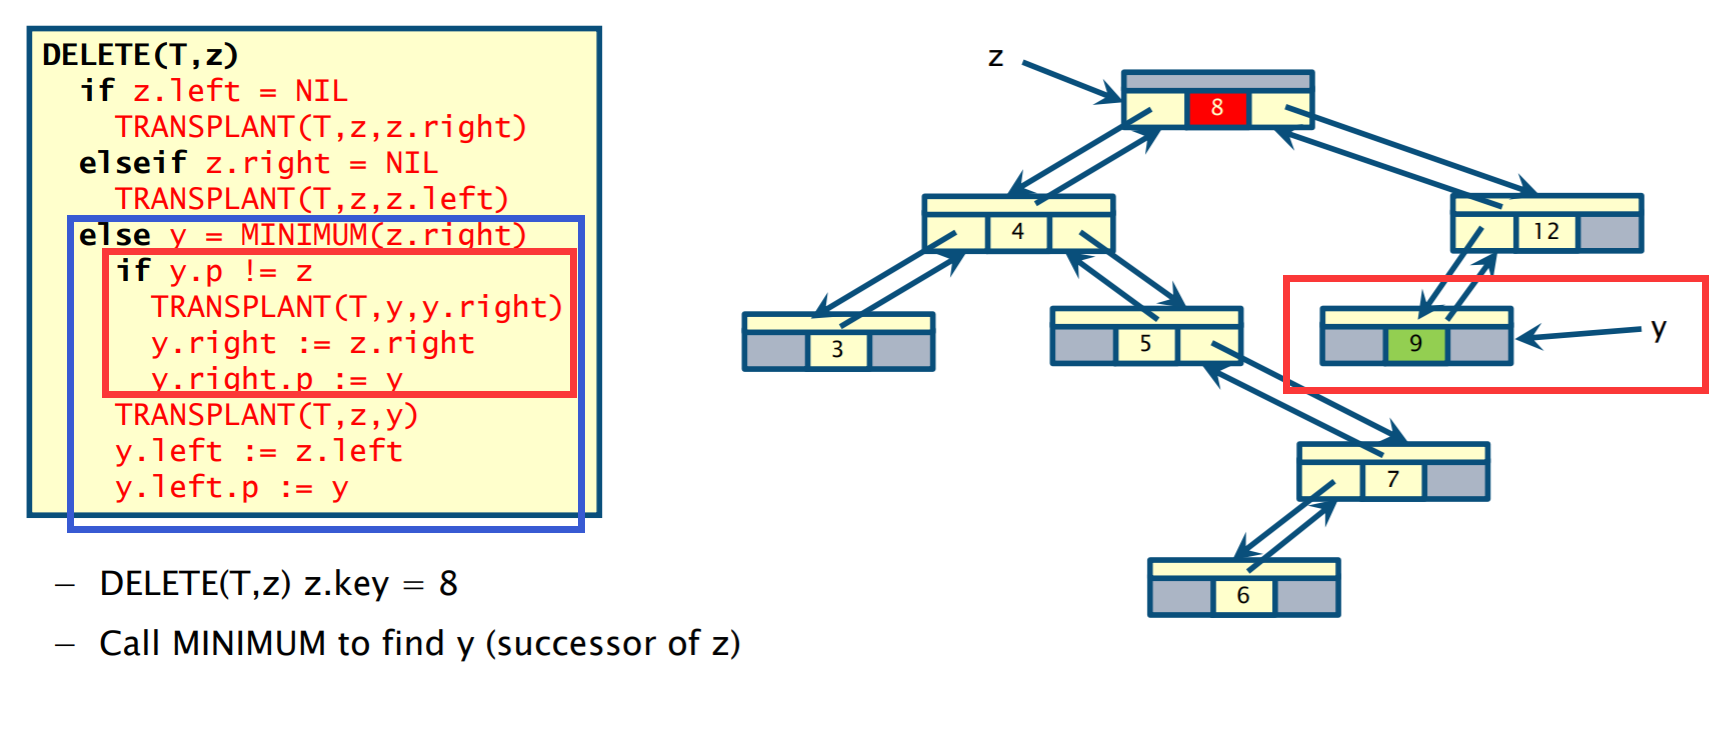 DELETE(T,z)
if z.left = NIL
TRANSPLANT(T,z,z.right)
elseif z.right = NIL
TRANSPLANT(T,z,z.left)
else y = MINIMUM(z.right)
if y.p != z
TRANSPLANT(T,y,y.right)
y.right := z.right
y.right.p := y
TRANSPLANT(T,z,y)
y.left := z.left
y.left.p := y
– DELETE(T,z) z.key = 8
– Call MINIMUM to find y (successor of z)
z
8
4
12
3
5
9
y
7
6